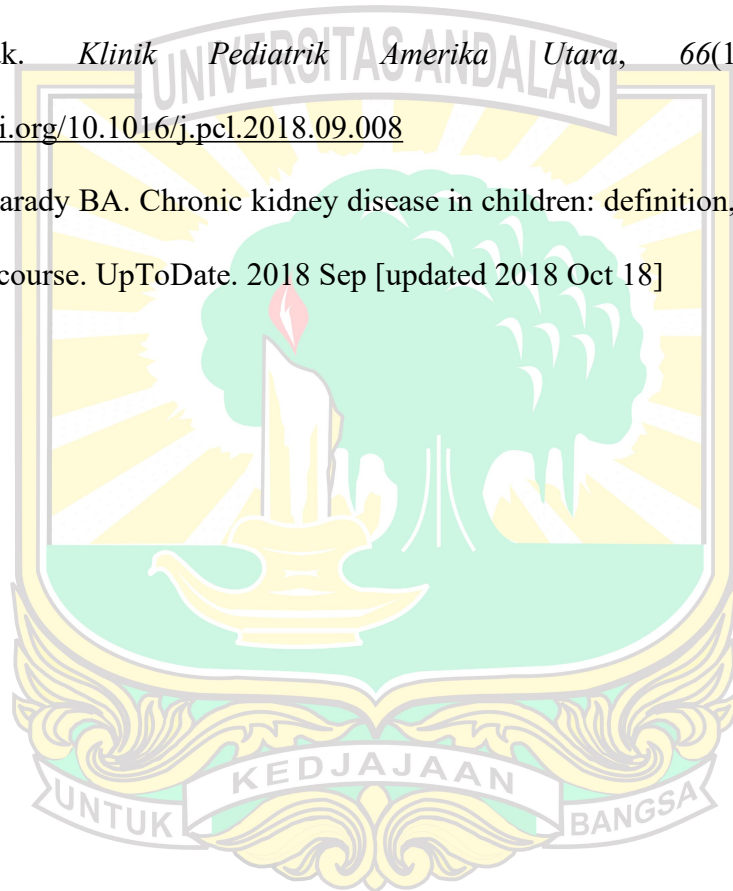 uk. Klinik Pediatrik Amerika Utara, 66(1
UNIVERSITAS ANDALAS
i.org/10.1016/j.pcl.2018.09.008
arady BA. Chronic kidney disease in children: definition,
course. UpToDate. 2018 Sep [updated 2018 Oct 18]
UNTUK KEDJAJAAN BANGSA